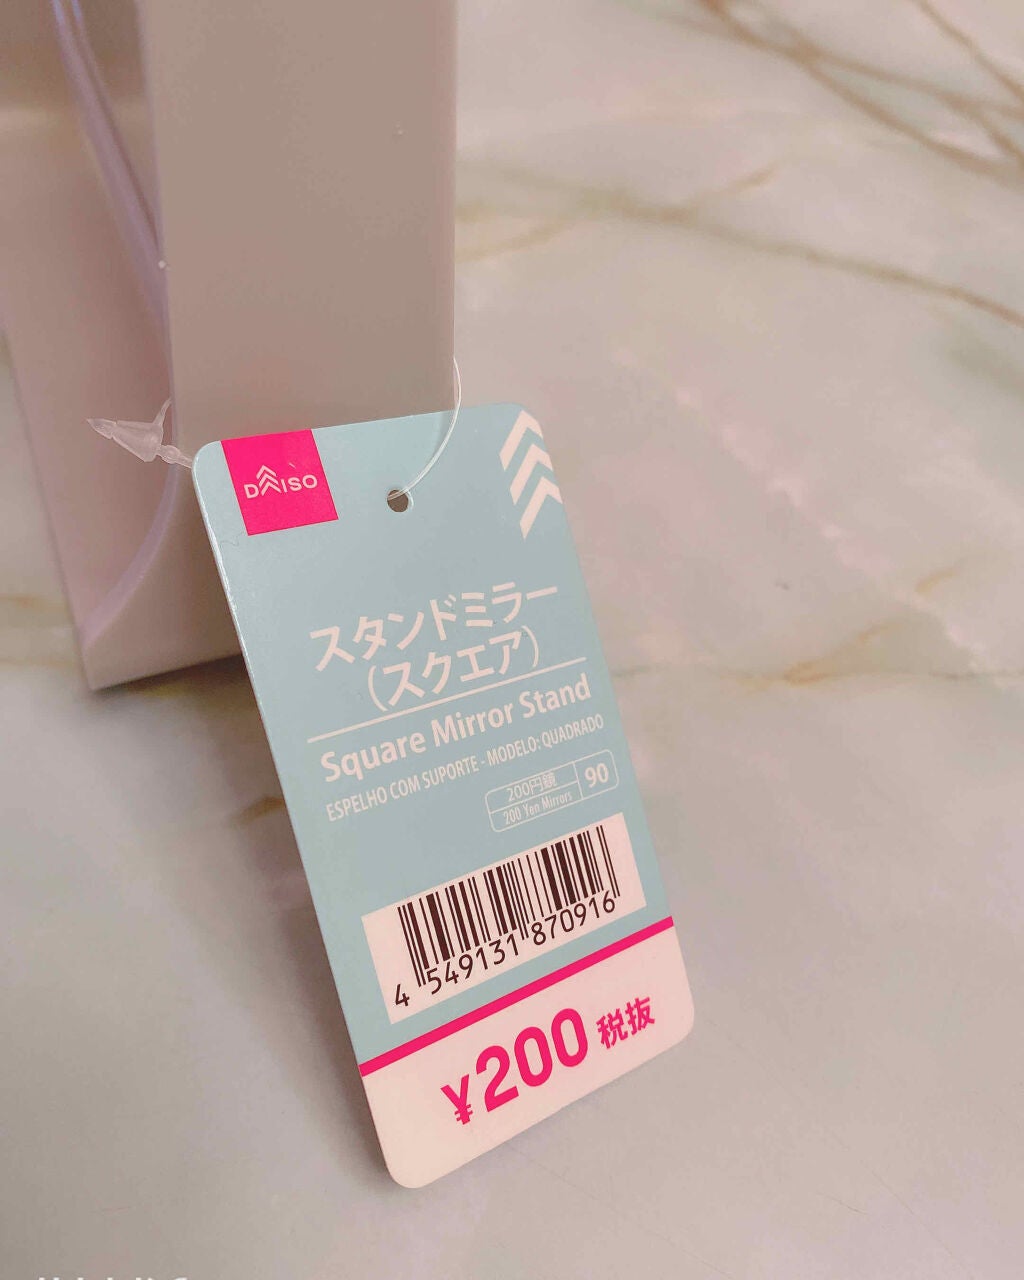 DAISO
スタンドミラー
(スクエア)
Square Mirror Stand
ESPELHO COM SUPORTE - MODELO: QUADRADO
200円鏡
200 Yen Mirrors
90
4 549131 870916
¥200 税抜